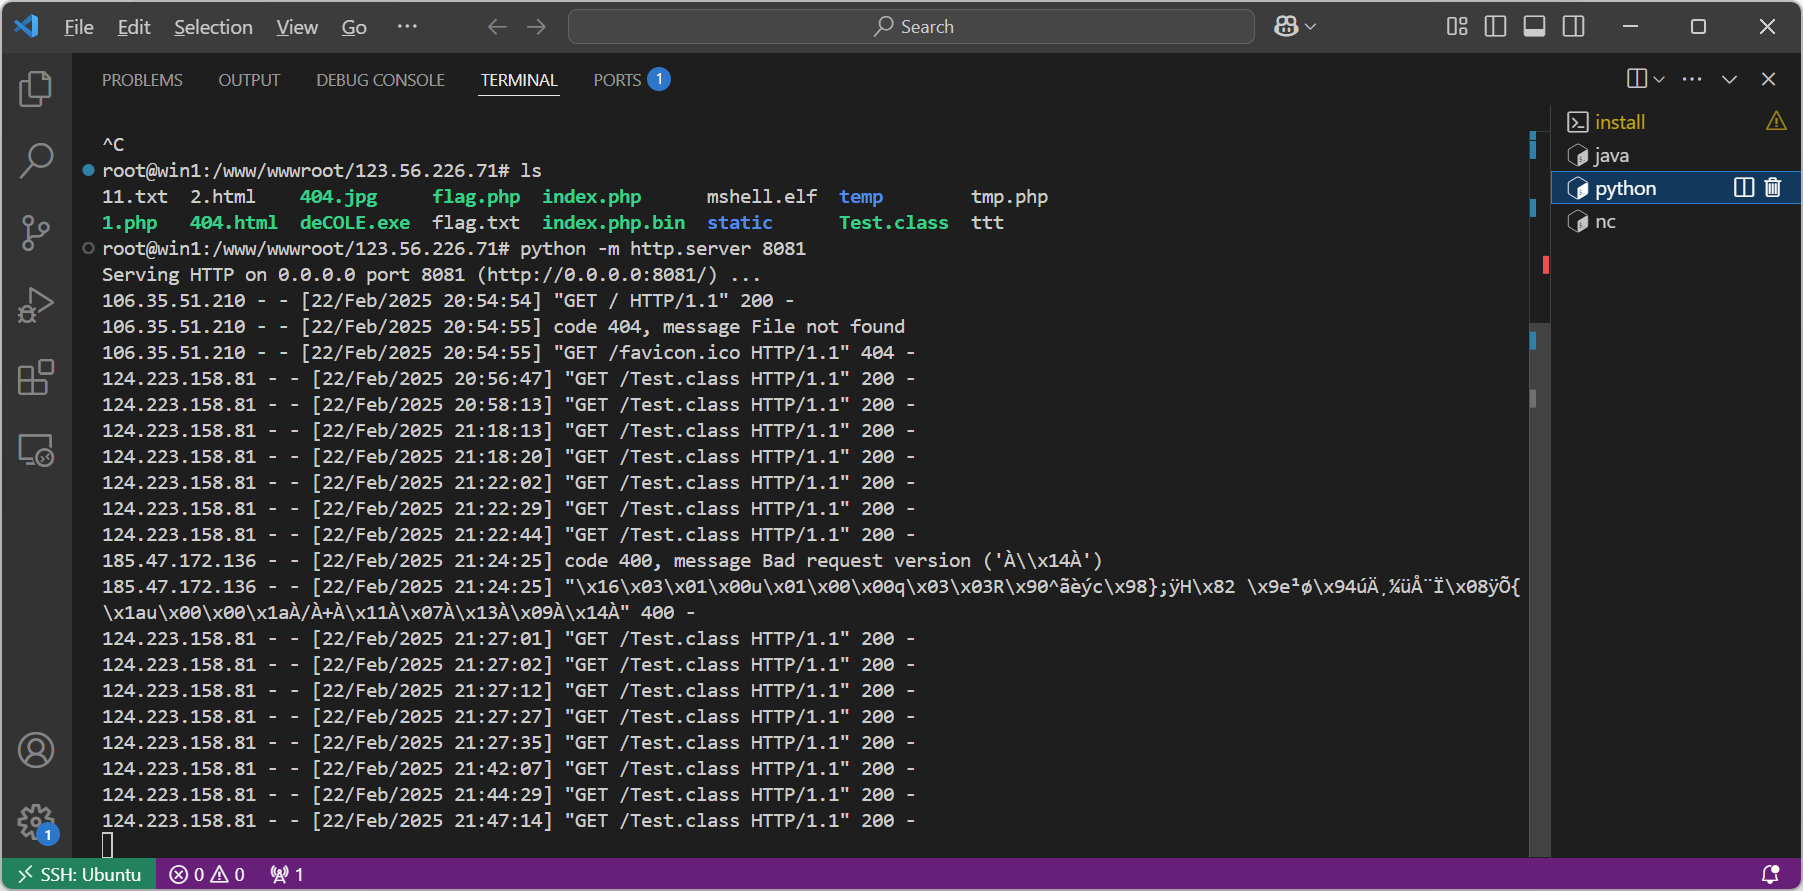 File Edit Selection View Go ··· Search
PROBLEMS OUTPUT DEBUG CONSOLE TERMINAL PORTS 1
^C
root@win1:/www/wwwroot/123.56.226.71# ls
11.txt 2.html 404.jpg flag.php index.php mshell.elf temp tmp.php
1.php 404.html deCOLE.exe flag.txt index.php.bin static Test.class ttt
root@win1:/www/wwwroot/123.56.226.71# python -m http.server 8081
Serving HTTP on 0.0.0.0 port 8081 (http://0.0.0.0:8081/) ...
106.35.51.210 - - [22/Feb/2025 20:54:54] "GET / HTTP/1.1" 200 -
106.35.51.210 - - [22/Feb/2025 20:54:55] code 404, message File not found
106.35.51.210 - - [22/Feb/2025 20:54:55] "GET /favicon.ico HTTP/1.1" 404 -
124.223.158.81 - - [22/Feb/2025 20:56:47] "GET /Test.class HTTP/1.1" 200 -
124.223.158.81 - - [22/Feb/2025 20:58:13] "GET /Test.class HTTP/1.1" 200 -
124.223.158.81 - - [22/Feb/2025 21:18:13] "GET /Test.class HTTP/1.1" 200 -
124.223.158.81 - - [22/Feb/2025 21:18:20] "GET /Test.class HTTP/1.1" 200 -
124.223.158.81 - - [22/Feb/2025 21:22:02] "GET /Test.class HTTP/1.1" 200 -
124.223.158.81 - - [22/Feb/2025 21:22:29] "GET /Test.class HTTP/1.1" 200 -
124.223.158.81 - - [22/Feb/2025 21:22:44] "GET /Test.class HTTP/1.1" 200 -
185.47.172.136 - - [22/Feb/2025 21:24:25] code 400, message Bad request version ('À\\x14À')
185.47.172.136 - - [22/Feb/2025 21:24:25] "\x16\x03\x01\x00u\x01\x00\x00q\x03\x03R\x90^ãèýc\x98};ÿH\x82 \x9e¹ø\x94úÄ¸¼üÅ¨Ï\x08ÿÕ{
\x1au\x00\x00\x1aÀ/À+À\x11À\x07À\x13À\x09À\x14À" 400 -
124.223.158.81 - - [22/Feb/2025 21:27:01] "GET /Test.class HTTP/1.1" 200 -
124.223.158.81 - - [22/Feb/2025 21:27:02] "GET /Test.class HTTP/1.1" 200 -
124.223.158.81 - - [22/Feb/2025 21:27:12] "GET /Test.class HTTP/1.1" 200 -
124.223.158.81 - - [22/Feb/2025 21:27:27] "GET /Test.class HTTP/1.1" 200 -
124.223.158.81 - - [22/Feb/2025 21:27:35] "GET /Test.class HTTP/1.1" 200 -
124.223.158.81 - - [22/Feb/2025 21:42:07] "GET /Test.class HTTP/1.1" 200 -
124.223.158.81 - - [22/Feb/2025 21:44:29] "GET /Test.class HTTP/1.1" 200 -
124.223.158.81 - - [22/Feb/2025 21:47:14] "GET /Test.class HTTP/1.1" 200 -
install
java
python
nc
1
SSH: Ubuntu 0 0 1